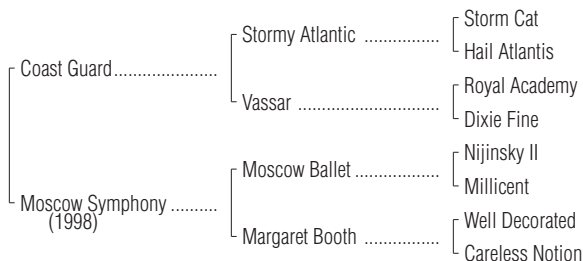 Storm Cat
Stormy Atlantic ..................
Hail Atlantis
Coast Guard.........................
Royal Academy
Vassar ..................................
Dixie Fine
Nijinsky II
Moscow Ballet ....................
Millicent
Moscow Symphony ...........
(1998)
Well Decorated
Margaret Booth ..................
Careless Notion